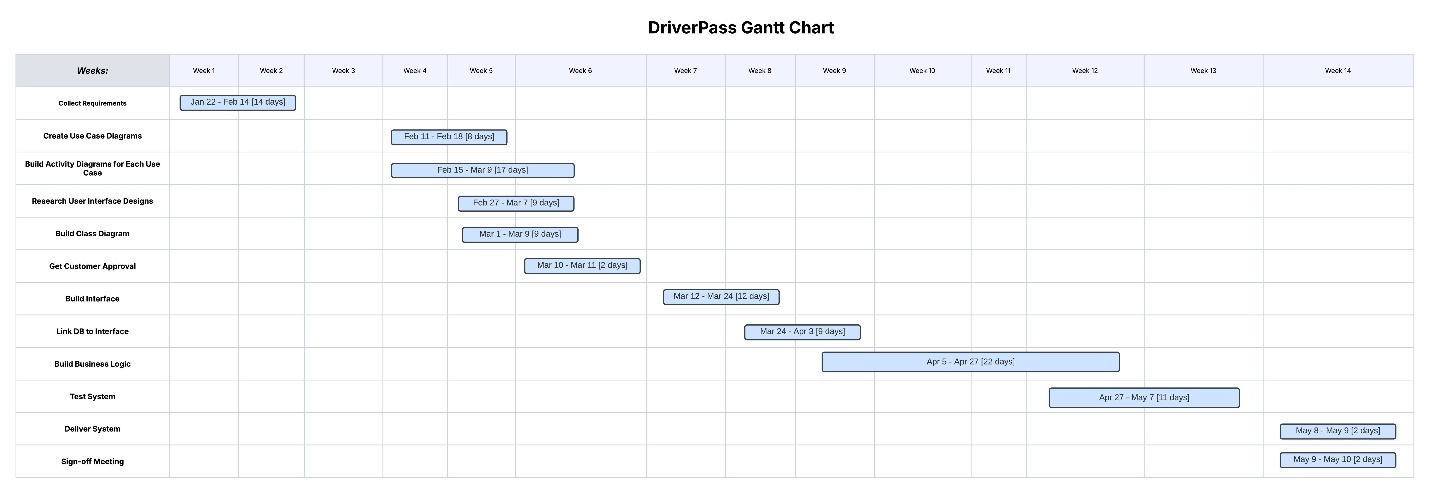 DriverPass Gantt Chart
Weeks: Week 1 Week 2 Week 3 Week 4 Week 5 Week 6 Week 7 Week 8 Week 9 Week 10 Week 11 Week 12 Week 13 Week 14
Collect Requirements Jan 22 - Feb 14 [14 days]
Create Use Case Diagrams Feb 11 - Feb 18 [8 days]
Build Activity Diagrams for Each Use
Case Feb 15 - Mar 9 [17 days]
Research User Interface Designs Feb 27 - Mar 7 [9 days]
Build Class Diagram Mar 1 - Mar 9 [9 days]
Get Customer Approval Mar 10 - Mar 11 [2 days]
Build Interface Mar 12 - Mar 24 [12 days]
Link DB to Interface Mar 24 - Apr 3 [9 days]
Build Business Logic Apr 5 - Apr 27 [22 days]
Test System Apr 27 - May 7 [11 days]
Deliver System May 8 - May 9 [2 days]
Sign-off Meeting May 9 - May 10 [2 days]